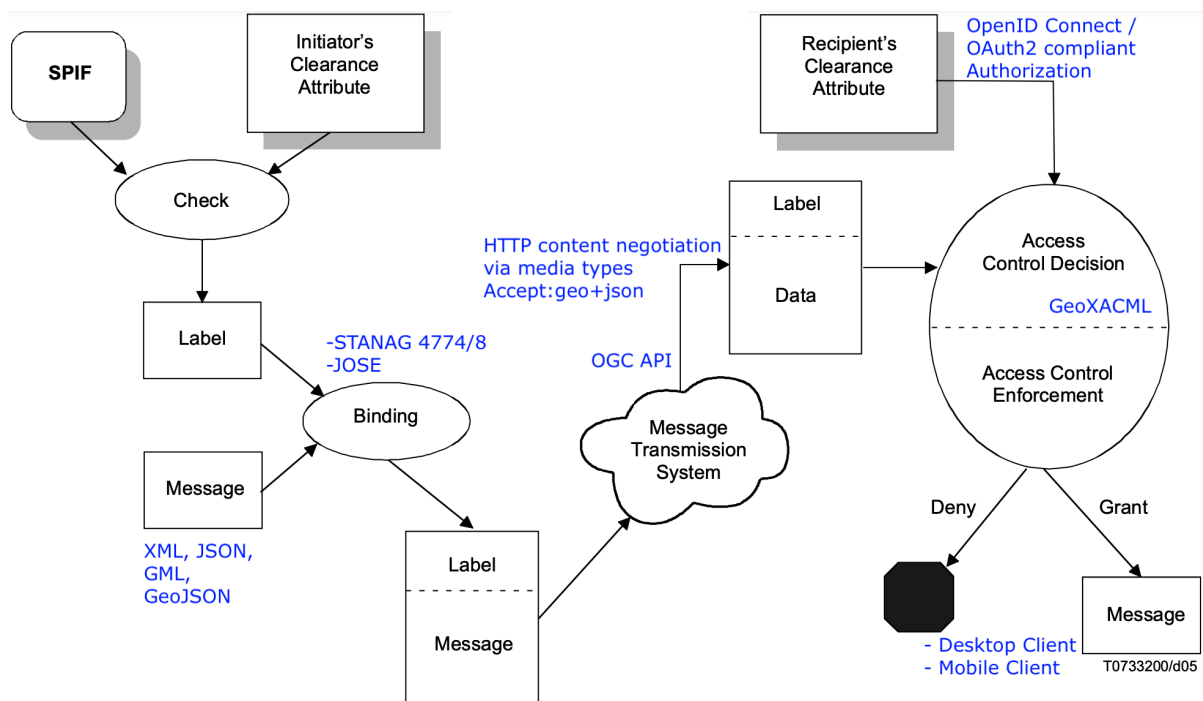 SPIF
Initiator's
Clearance
Attribute
Recipient's
Clearance
Attribute
OpenID Connect /
OAuth2 compliant
Authorization
Check
Label
HTTP content negotiation
via media types
Accept:geo+json
Data
Access
Control Decision
GeoXACML
Access Control
Enforcement
Label
-STANAG 4774/8
-JOSE
OGC API
Binding
Message
Transmission
System
Message
XML, JSON,
GML,
GeoJSON
Label
Message
Deny
Grant
Message
- Desktop Client
- Mobile Client
T0733200/d05